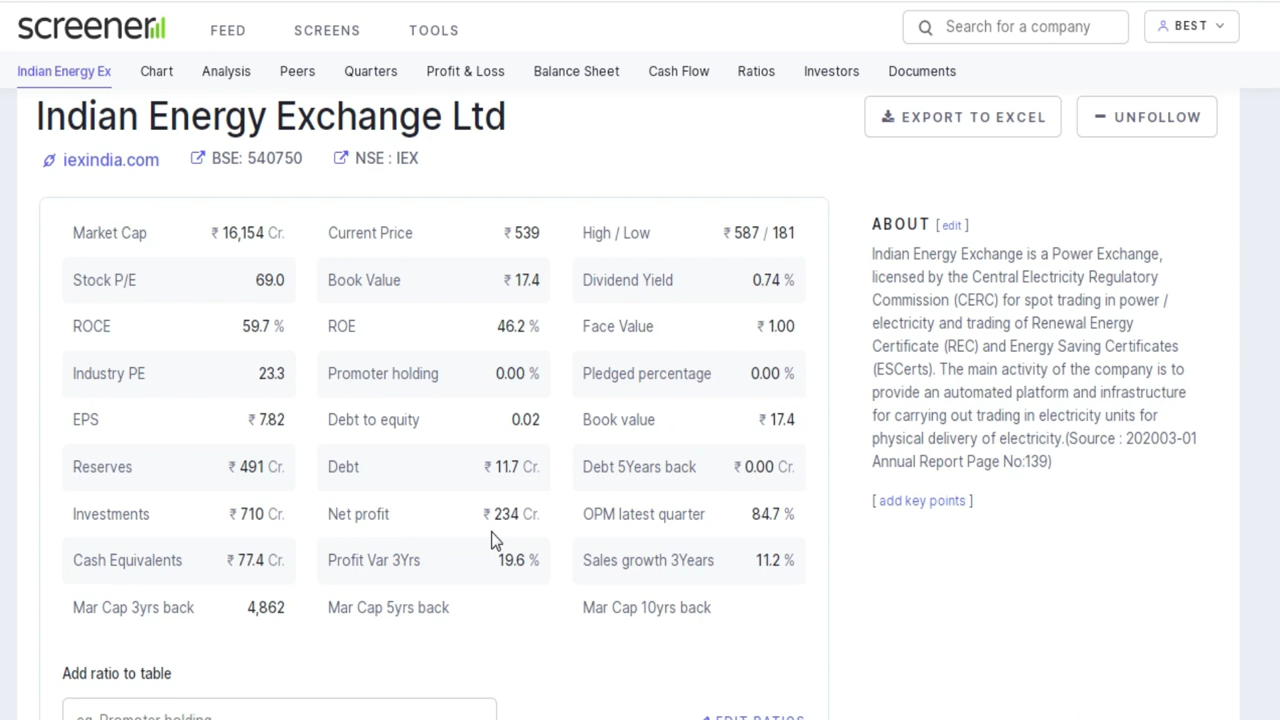 screener
FEED SCREENS TOOLS
Search for a company
BEST
Indian Energy Ex Chart Analysis Peers Quarters Profit & Loss Balance Sheet Cash Flow Ratios Investors Documents
Indian Energy Exchange Ltd
EXPORT TO EXCEL
UNFOLLOW
iexindia.com BSE: 540750 NSE : IEX
Market Cap ₹ 16,154 Cr. Current Price ₹ 539 High / Low ₹ 587 / 181
Stock P/E 69.0 Book Value ₹ 17.4 Dividend Yield 0.74 %
ROCE 59.7 % ROE 46.2 % Face Value ₹ 1.00
Industry PE 23.3 Promoter holding 0.00 % Pledged percentage 0.00 %
EPS ₹ 7.82 Debt to equity 0.02 Book value ₹ 17.4
Reserves ₹ 491 Cr. Debt ₹ 11.7 Cr. Debt 5Years back ₹ 0.00 Cr.
Investments ₹ 710 Cr. Net profit ₹ 234 Cr. OPM latest quarter 84.7 %
Cash Equivalents ₹ 77.4 Cr. Profit Var 3Yrs 19.6 % Sales growth 3Years 11.2 %
Mar Cap 3yrs back 4,862 Mar Cap 5yrs back Mar Cap 10yrs back
Add ratio to table
eg. Promoter holding
EDIT RATIOS
ABOUT [ edit ]
Indian Energy Exchange is a Power Exchange,
licensed by the Central Electricity Regulatory
Commission (CERC) for spot trading in power /
electricity and trading of Renewal Energy
Certificate (REC) and Energy Saving Certificates
(ESCerts). The main activity of the company is to
provide an automated platform and infrastructure
for carrying out trading in electricity units for
physical delivery of electricity.(Source : 202003-01
Annual Report Page No:139)
[ add key points ]